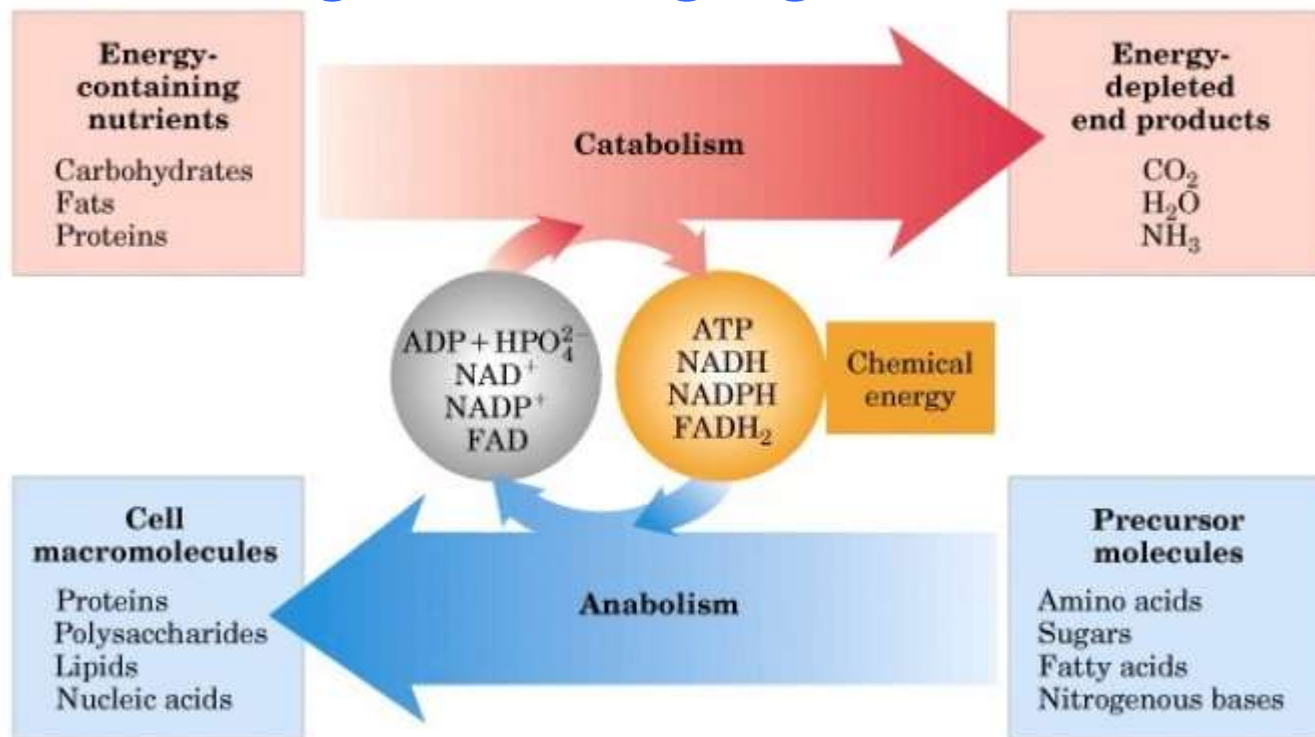 Energy-
containing
nutrients
Carbohydrates
Fats
Proteins
Catabolism
Energy-
depleted
end products
CO₂
H₂O
NH₃
ADP + HPO₄²⁻
NAD⁺
NADP⁺
FAD
ATP
NADH
NADPH
FADH₂
Chemical
energy
Cell
macromolecules
Proteins
Polysaccharides
Lipids
Nucleic acids
Anabolism
Precursor
molecules
Amino acids
Sugars
Fatty acids
Nitrogenous bases